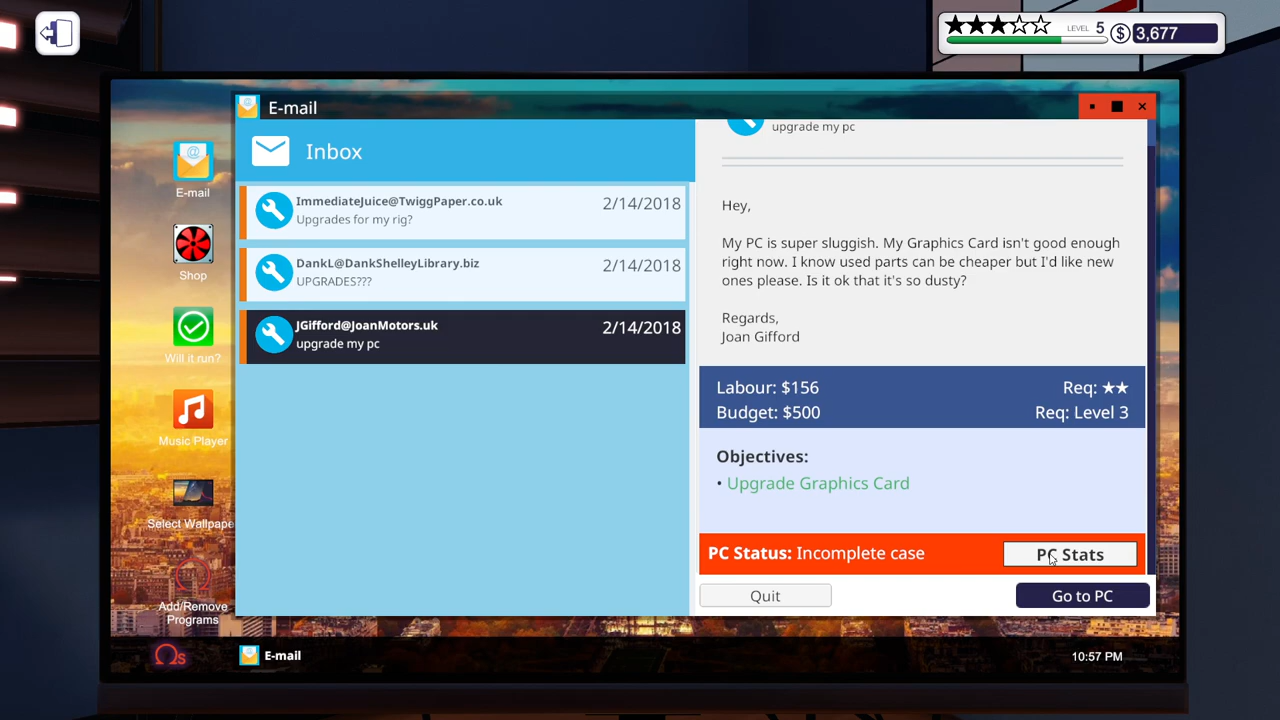 LEVEL 5 $ 3,677
E-mail
Inbox
upgrade my pc
E-mail
ImmediateJuice@TwiggPaper.co.uk 2/14/2018
Upgrades for my rig?
Shop
DankL@DankShelleyLibrary.biz 2/14/2018
UPGRADES???
Will it run?
JGifford@JoanMotors.uk 2/14/2018
upgrade my pc
Music Player
Select Wallpape
Add/Remove
Programs
Hey,
My PC is super sluggish. My Graphics Card isn't good enough
right now. I know used parts can be cheaper but I'd like new
ones please. Is it ok that it's so dusty?
Regards,
Joan Gifford
Labour: $156 Req: ★★
Budget: $500 Req: Level 3
Objectives:
• Upgrade Graphics Card
PC Status: Incomplete case PC Stats
Quit Go to PC
Ωs E-mail 10:57 PM